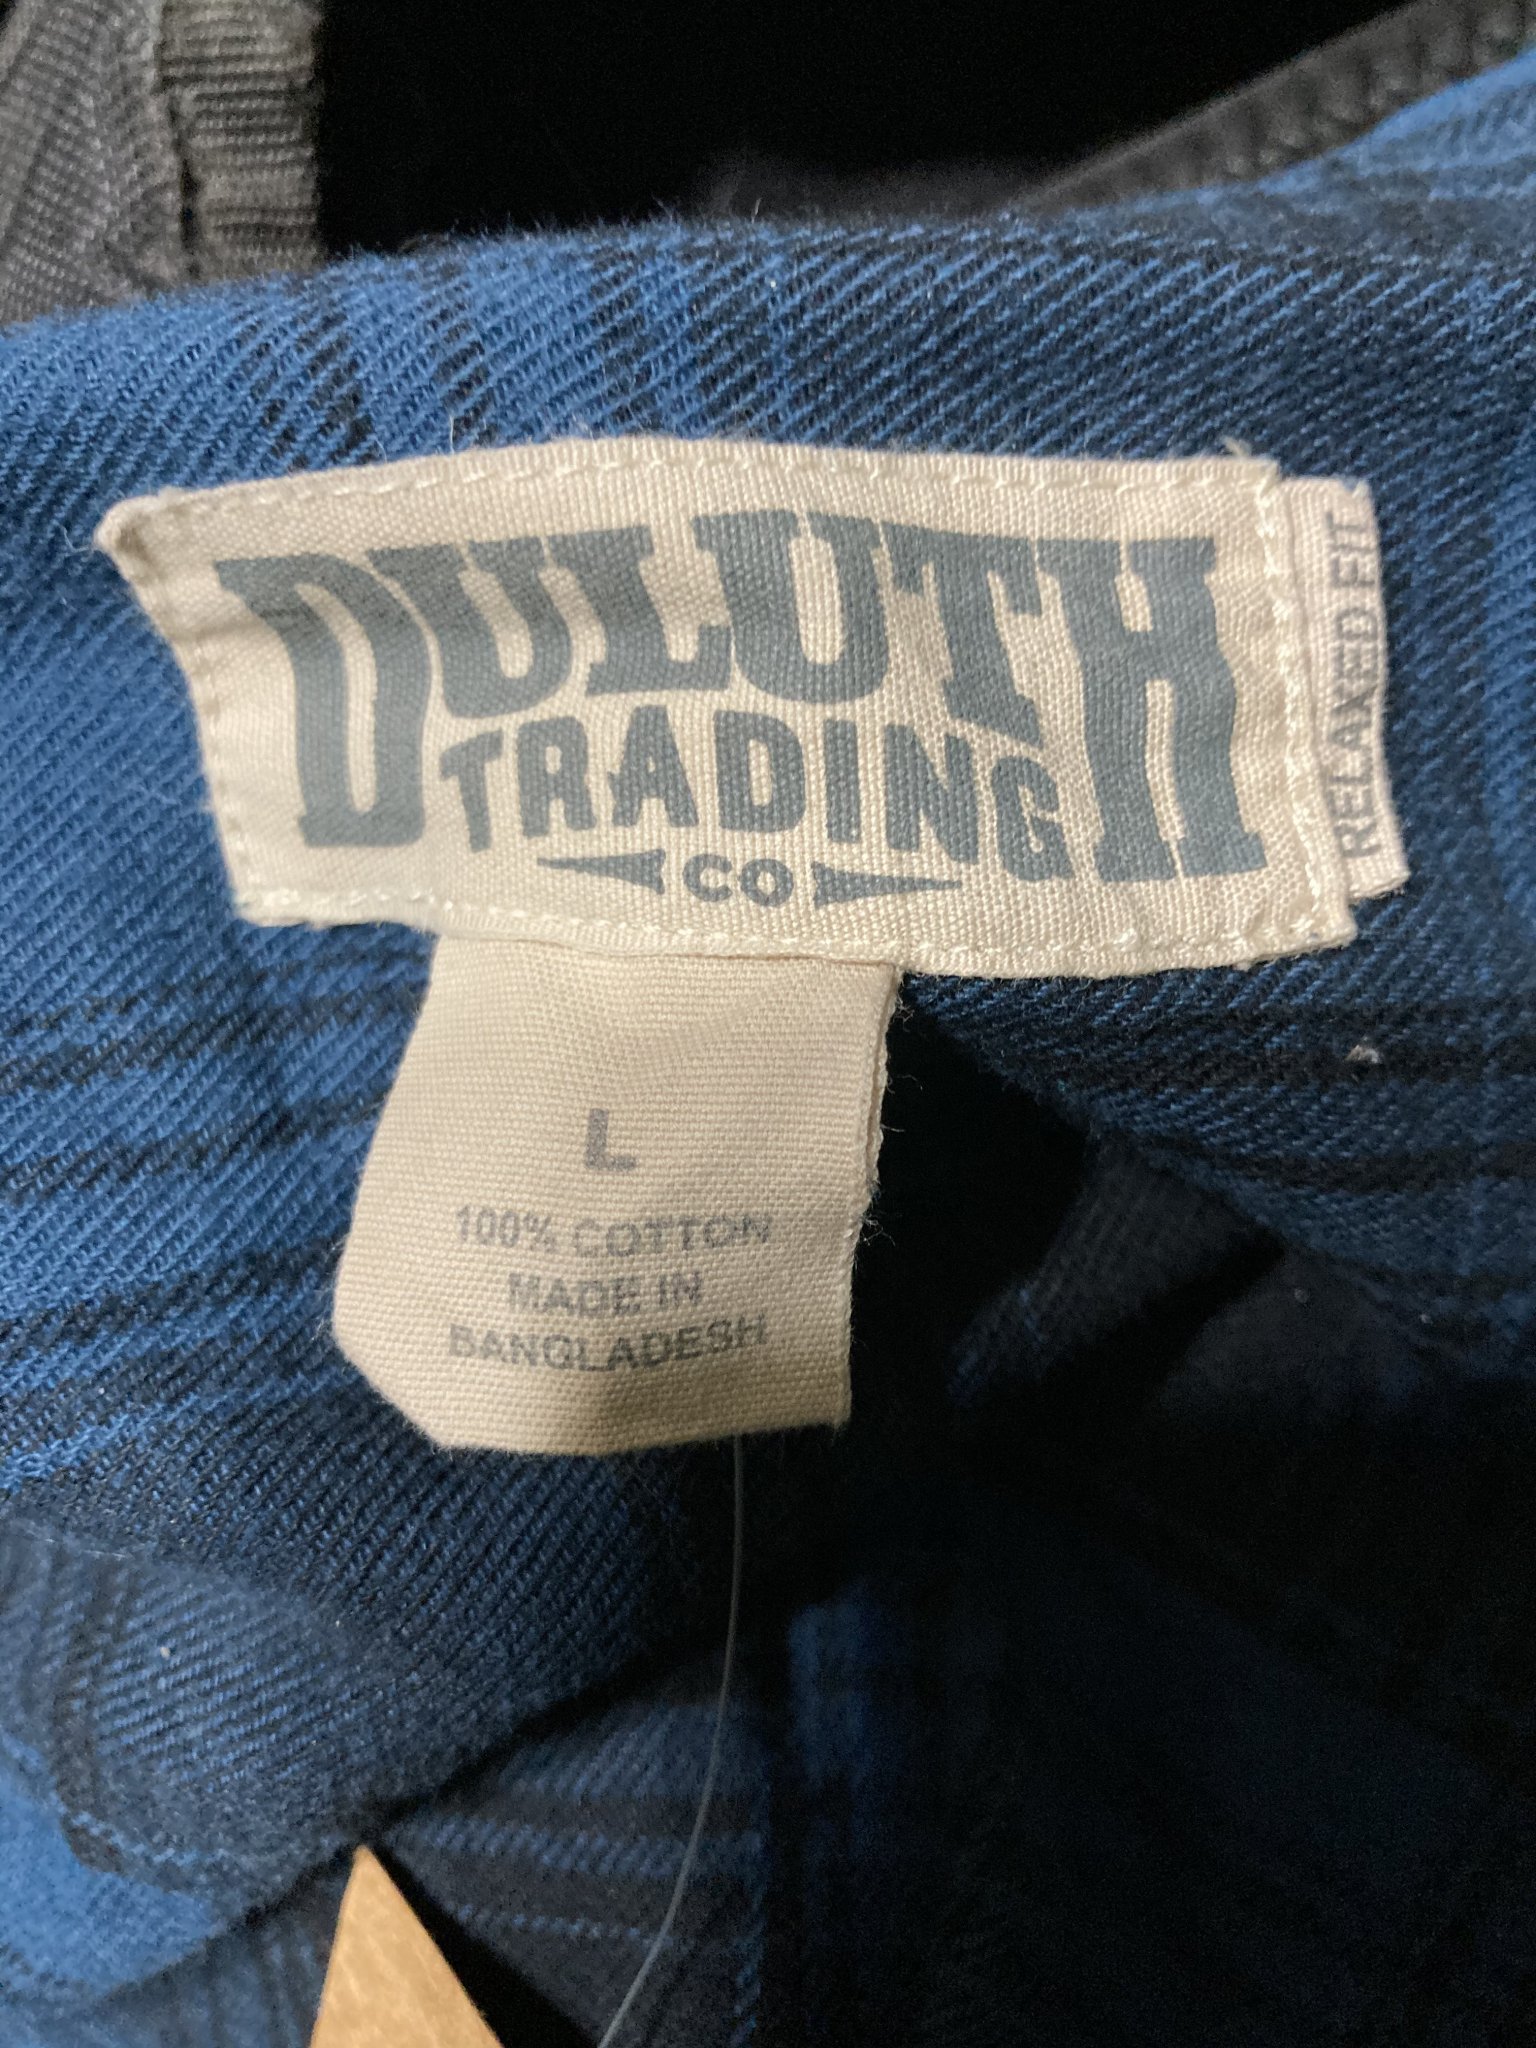 DULUTH
TRADING
CO
RELAXED FIT
L
100% COTTON
MADE IN
BANGLADESH